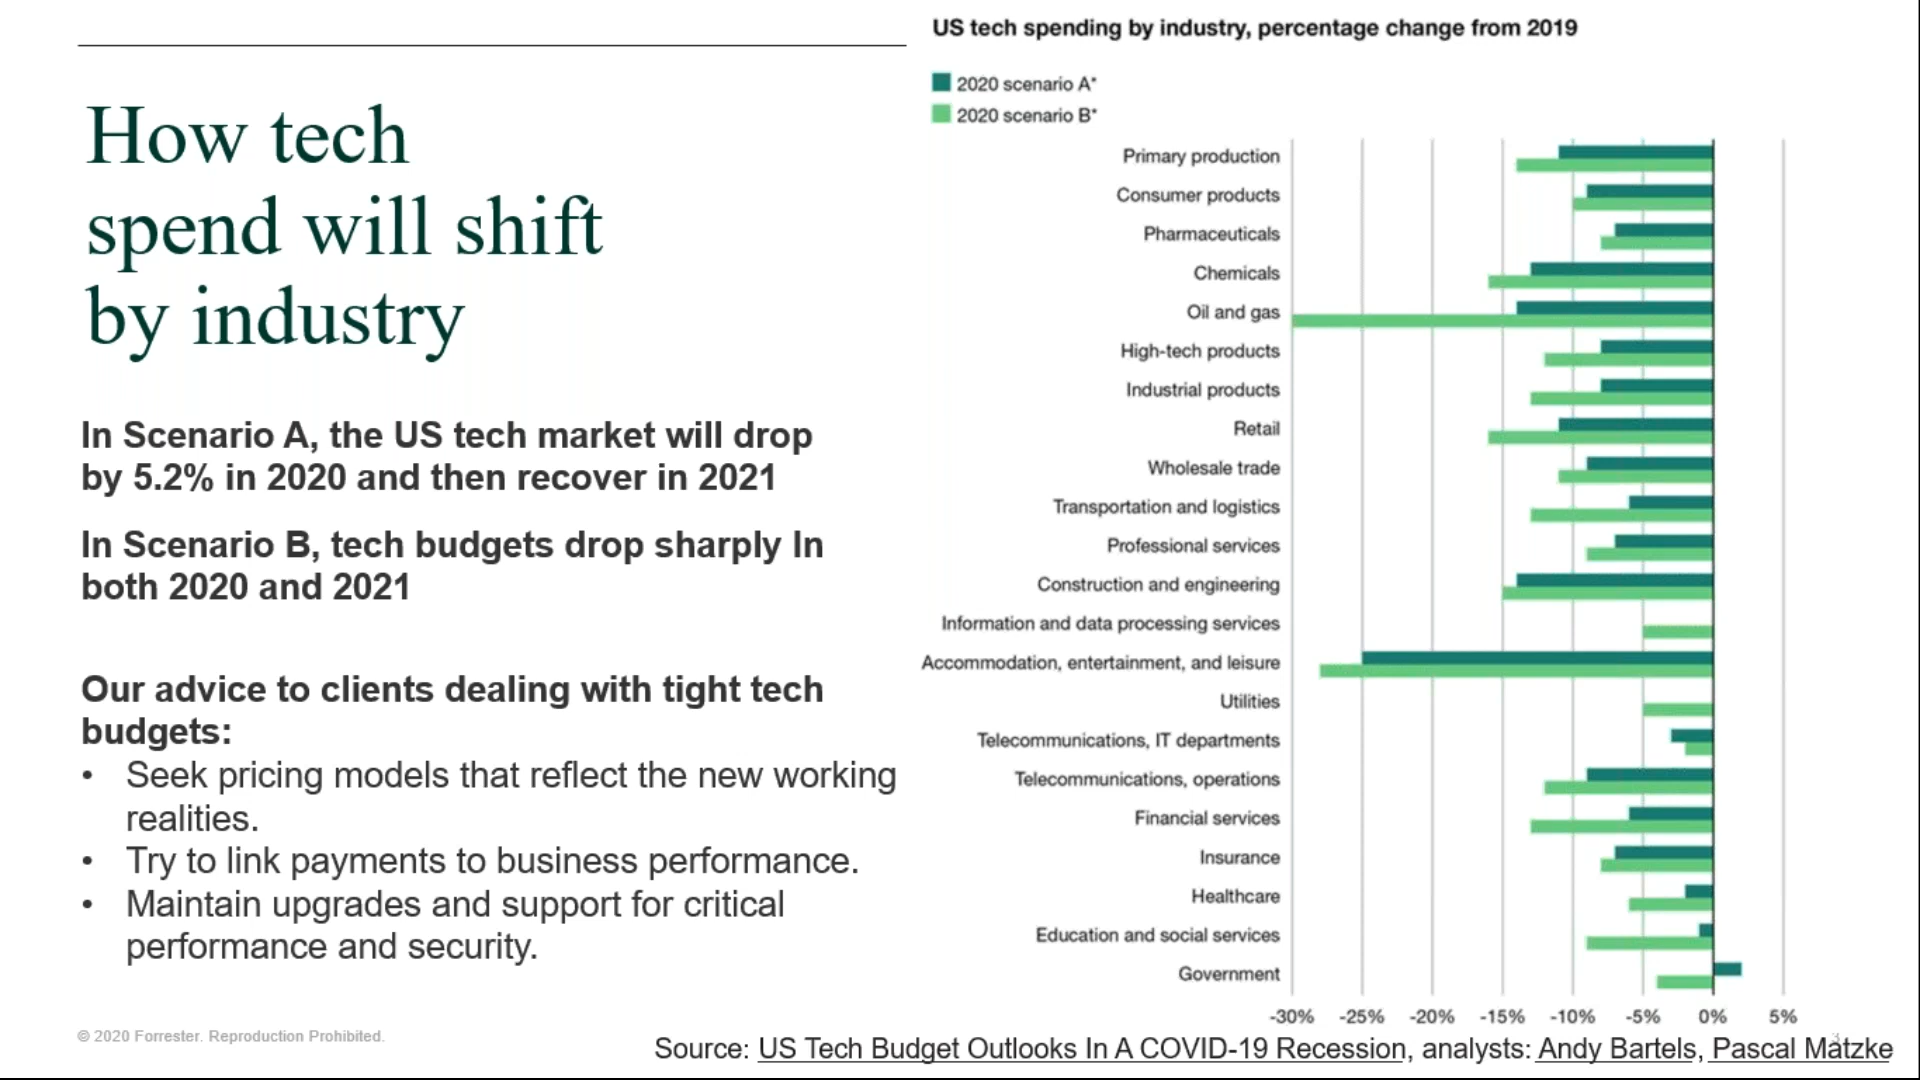 How tech
spend will shift
by industry
In Scenario A, the US tech market will drop
by 5.2% in 2020 and then recover in 2021
In Scenario B, tech budgets drop sharply In
both 2020 and 2021
Our advice to clients dealing with tight tech
budgets:
• Seek pricing models that reflect the new working
realities.
• Try to link payments to business performance.
• Maintain upgrades and support for critical
performance and security.
© 2020 Forrester. Reproduction Prohibited.
US tech spending by industry, percentage change from 2019
2020 scenario A*
2020 scenario B*
Primary production
Consumer products
Pharmaceuticals
Chemicals
Oil and gas
High-tech products
Industrial products
Retail
Wholesale trade
Transportation and logistics
Professional services
Construction and engineering
Information and data processing services
Accommodation, entertainment, and leisure
Utilities
Telecommunications, IT departments
Telecommunications, operations
Financial services
Insurance
Healthcare
Education and social services
Government
-30% -25% -20% -15% -10% -5% 0% 5%
Source: US Tech Budget Outlooks In A COVID-19 Recession, analysts: Andy Bartels, Pascal Matzke